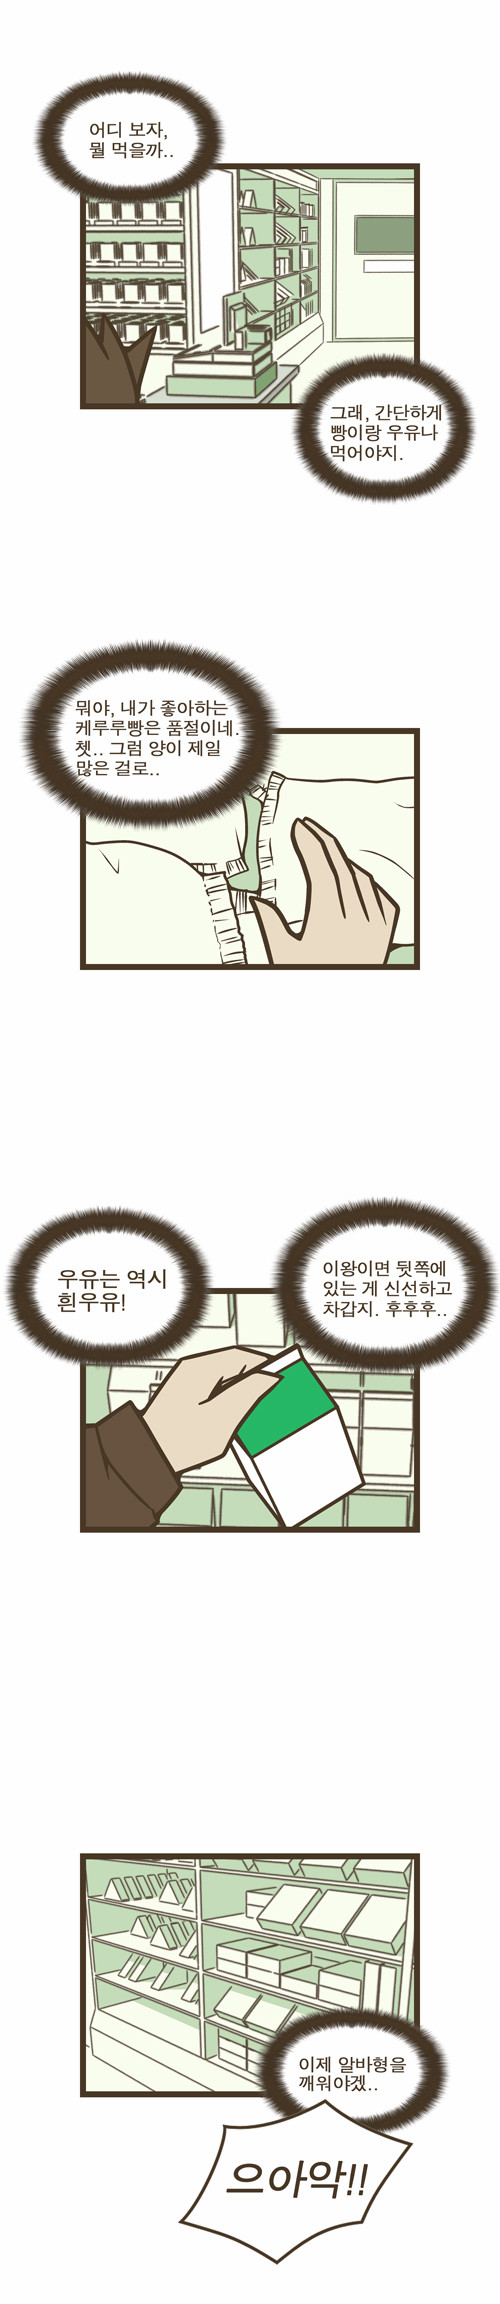 어디 보자,
뭘 먹을까..
그래, 간단하게
빵이랑 우유나
먹어야지.
뭐야, 내가 좋아하는
케루루빵은 품절이네.
쳇.. 그럼 양이 제일
많은 걸로..
우유는 역시
흰우유!
이왕이면 뒷쪽에
있는 게 신선하고
차갑지. 후후후..
이제 알바형을
깨워야겠..
으아악!!